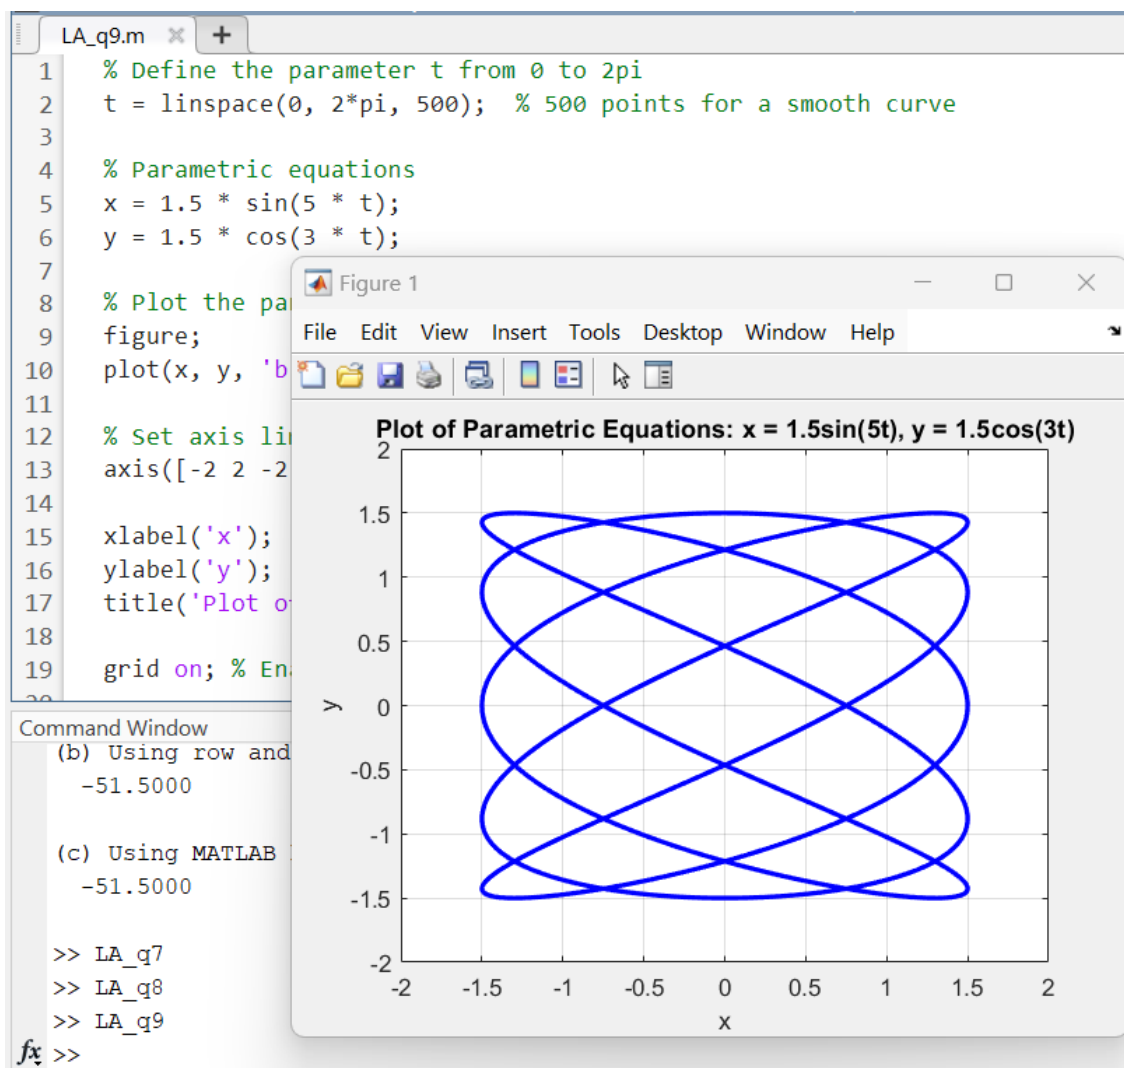 LA_q9.m
1 % Define the parameter t from 0 to 2pi
2 t = linspace(0, 2*pi, 500); % 500 points for a smooth curve
3
4 % Parametric equations
5 x = 1.5 * sin(5 * t);
6 y = 1.5 * cos(3 * t);
7
8 % Plot the pa
9 figure;
10 plot(x, y, 'b
11
12 % Set axis lin
13 axis([-2 2 -2
14
15 xlabel('x');
16 ylabel('y');
17 title('Plot o
18
19 grid on; % En
Figure 1
File Edit View Insert Tools Desktop Window Help
Plot of Parametric Equations: x = 1.5sin(5t), y = 1.5cos(3t)
2
1.5
1
0.5
0
-0.5
-1
-1.5
-2
y
-2 -1.5 -1 -0.5 0 0.5 1 1.5 2
x
Command Window
(b) Using row and
-51.5000
(c) Using MATLAB
-51.5000
>> LA_q7
>> LA_q8
>> LA_q9
fx >>